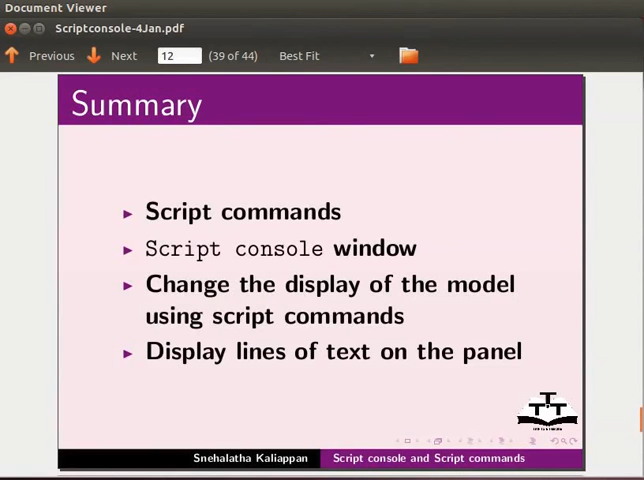 Document Viewer
Scriptconsole-4Jan.pdf
Previous Next 12 (39 of 44) Best Fit
Summary
Script commands
Script console window
Change the display of the model
using script commands
Display lines of text on the panel
Snehalatha Kaliappan Script console and Script commands